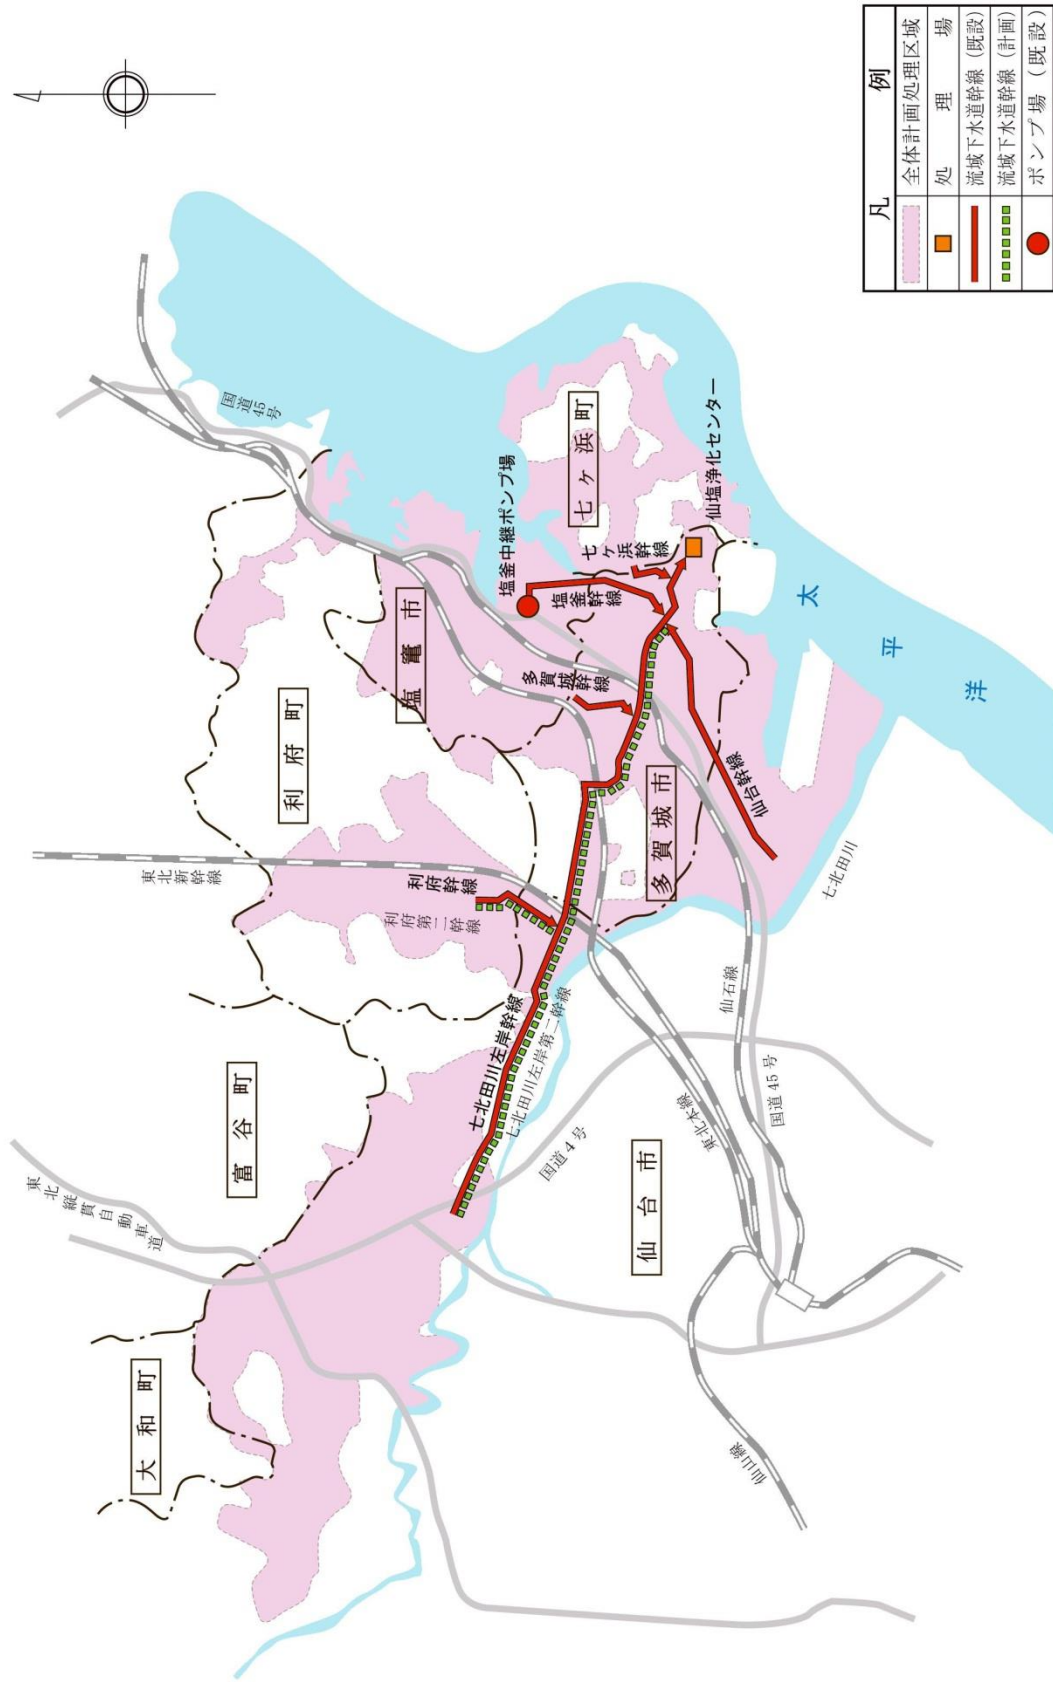 凡例
全体計画処理区域
処理場
流域下水道幹線（既設）
流域下水道幹線（計画）
ポンプ場（既設）
大和町
富谷町
利府町
塩竈市
七ヶ浜町
多賀城市
仙台市
東北縦貫自動車道
東北新幹線
国道45号
利府幹線
利府第二幹線
七北田川左岸幹線
七北田川左岸第二幹線
多賀城幹線
塩釜中継ポンプ場
塩釜幹線
七ヶ浜幹線
仙塩浄化センター
仙台幹線
国道4号
東北本線
仙石線
国道45号
仙山線
七北田川
太平洋